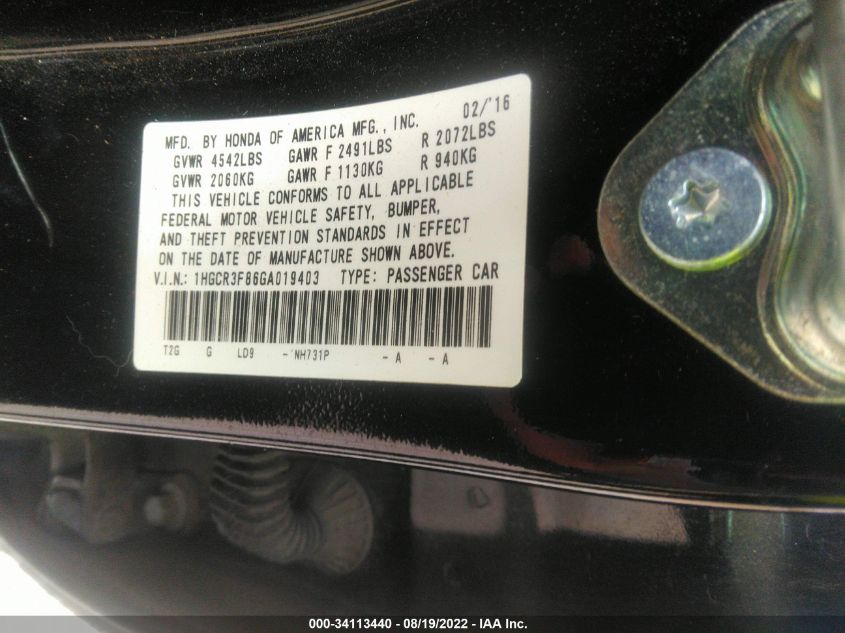 MFD. BY HONDA OF AMERICA MFG., INC. 02/'16
GVWR 4542LBS GAWR F 2491LBS R 2072LBS
GVWR 2060KG GAWR F 1130KG R 940KG
THIS VEHICLE CONFORMS TO ALL APPLICABLE
FEDERAL MOTOR VEHICLE SAFETY, BUMPER,
AND THEFT PREVENTION STANDARDS IN EFFECT
ON THE DATE OF MANUFACTURE SHOWN ABOVE.
V.I.N.: 1HGCR3F86GA019403 TYPE: PASSENGER CAR
T2G G LD9 - NH731P - A - A
000-34113440 - 08/19/2022 - IAA Inc.